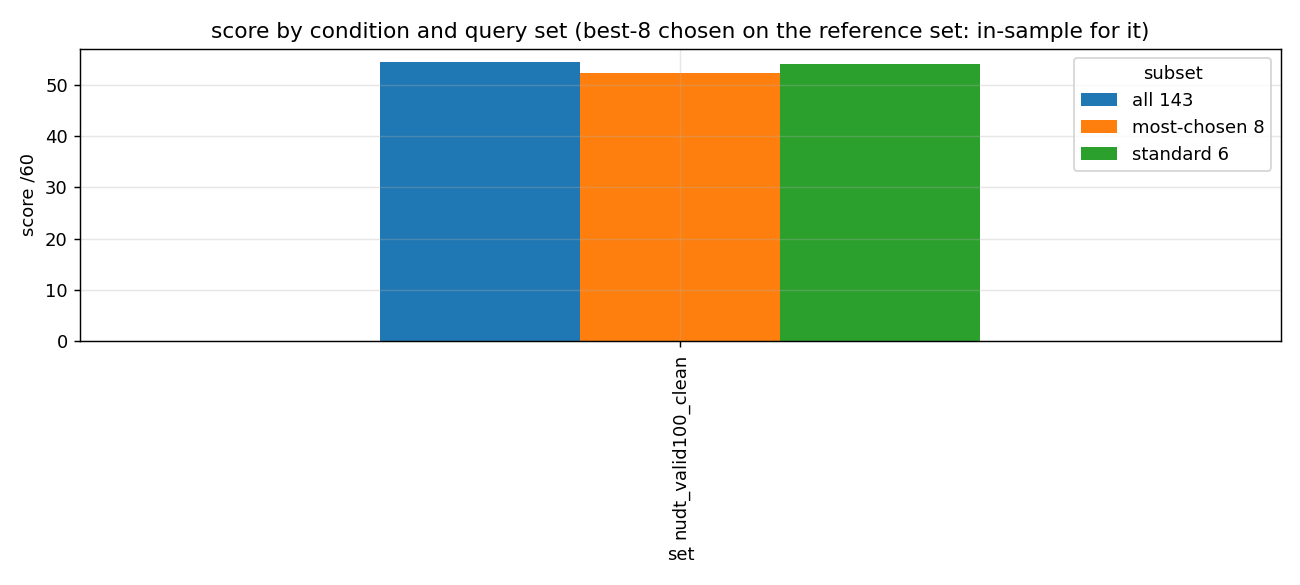 score by condition and query set (best-8 chosen on the reference set: in-sample for it)
score /60
50
40
30
20
10
0
subset
all 143
most-chosen 8
standard 6
nudt_valid100_clean
set